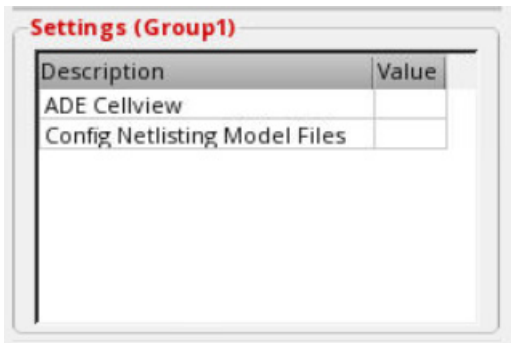 Settings (Group1)
Description Value
ADE Cellview
Config Netlisting Model Files